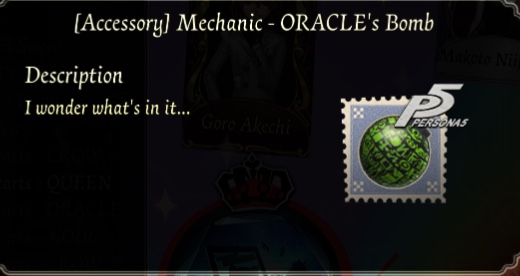 [Accessory] Mechanic - ORACLE's Bomb
Description
I wonder what's in it...
P5
PERSONA5
Goro Akechi
Makoto Nii
QUEEN